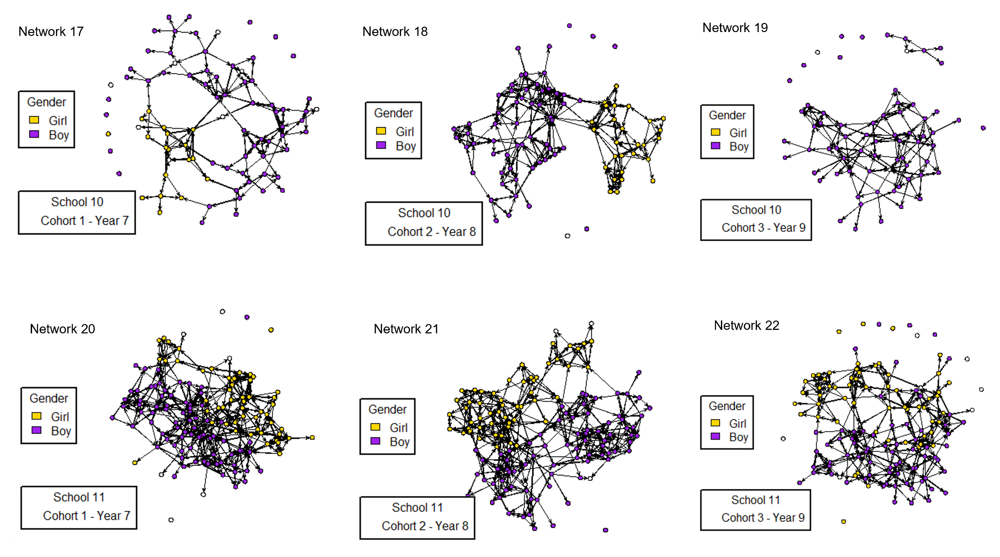 Network 17
Gender
Girl
Boy
School 10
Cohort 1 - Year 7
Network 18
Gender
Girl
Boy
School 10
Cohort 2 - Year 8
Network 19
Gender
Girl
Boy
School 10
Cohort 3 - Year 9
Network 20
Gender
Girl
Boy
School 11
Cohort 1 - Year 7
Network 21
Gender
Girl
Boy
School 11
Cohort 2 - Year 8
Network 22
Gender
Girl
Boy
School 11
Cohort 3 - Year 9